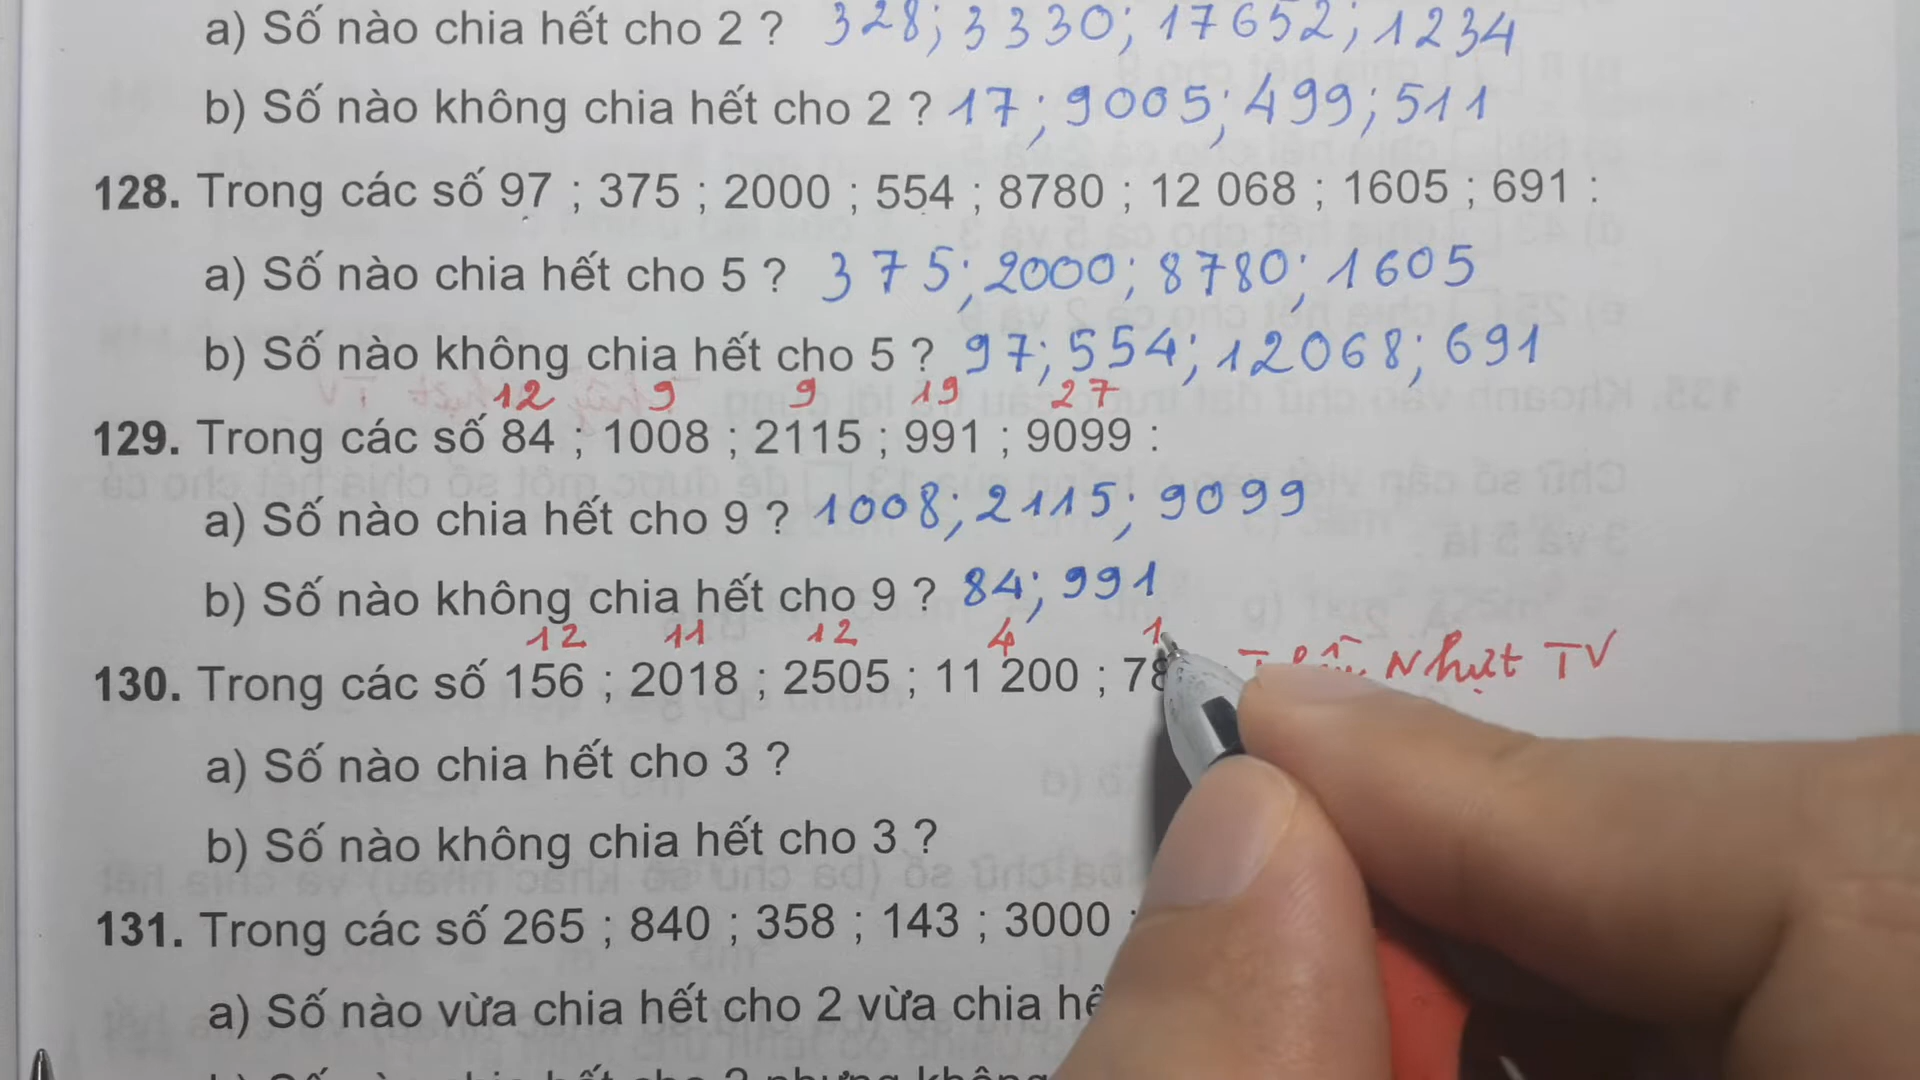 a) Số nào chia hết cho 2 ? 328; 3330; 17652; 1234
b) Số nào không chia hết cho 2 ? 17; 9005; 499; 511
128. Trong các số 97 ; 375 ; 2000 ; 554 ; 8780 ; 12 068 ; 1605 ; 691 :
a) Số nào chia hết cho 5 ? 375; 2000; 8780; 1605
b) Số nào không chia hết cho 5 ? 97; 554; 12068; 691
12 9 9 19 27
129. Trong các số 84 ; 1008 ; 2115 ; 991 ; 9099 :
a) Số nào chia hết cho 9 ? 1008; 2115; 9099
b) Số nào không chia hết cho 9 ? 84; 991
12 11 12 4 1
130. Trong các số 156 ; 2018 ; 2505 ; 11 200 ; 78 Nhựt TV
a) Số nào chia hết cho 3 ?
b) Số nào không chia hết cho 3 ?
131. Trong các số 265 ; 840 ; 358 ; 143 ; 3000
a) Số nào vừa chia hết cho 2 vừa chia hế